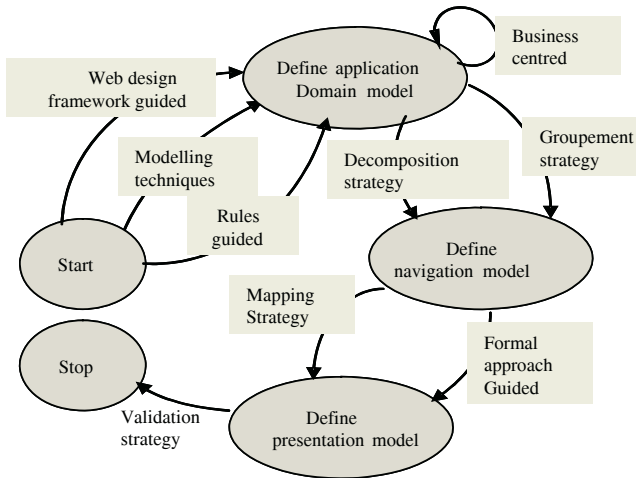 Business
centred
Define application
Domain model
Web design
framework guided
Groupement
strategy
Modelling
techniques
Decomposition
strategy
Rules
guided
Start
Define
navigation model
Mapping
Strategy
Formal
approach
Guided
Stop
Validation
strategy
Define
presentation model